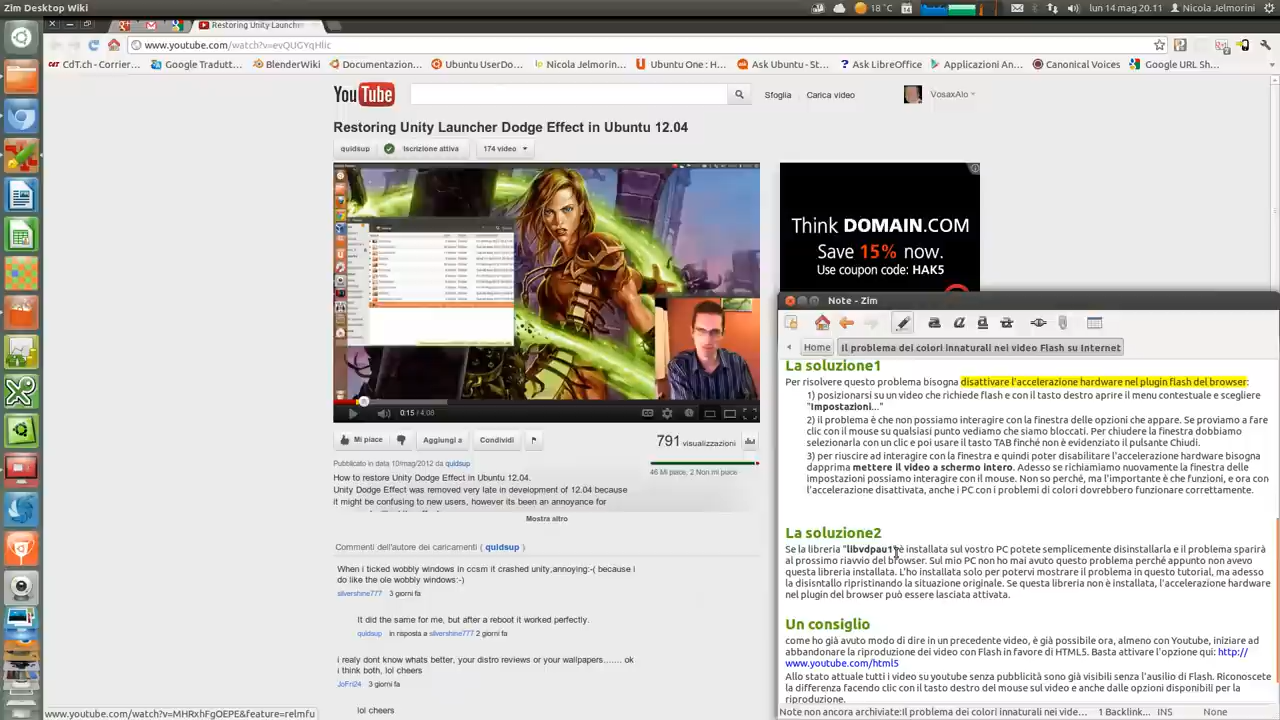 Zim Desktop Wiki
18 °C
lun 14 mag 20.11
Nicola Jelmorini
Restoring Unity Launch
www.youtube.com/watch?v=evQUGYqHlic
CdT.ch - Corrier...
Google Tradutt...
BlenderWiki
Documentazion...
Ubuntu UserDo...
Nicola Jelmorin...
Ubuntu One : H...
Ask Ubuntu - St...
Ask LibreOffice
Applicazioni An...
Canonical Voices
Google URL Sh...
YouTube
Sfoglia
Carica video
VosaxAlo
Restoring Unity Launcher Dodge Effect in Ubuntu 12.04
quidsup
Iscrizione attiva
174 video
0:15 / 4:08
Mi piace
Aggiungi a
Condividi
791 visualizzazioni
Pubblicato in data 10/mag/2012 da quidsup
46 Mi piace, 2 Non mi piace
How to restore Unity Dodge Effect in Ubuntu 12.04.
Unity Dodge Effect was removed very late in development of 12.04 because
it might be confusing to new users, however its been an annoyance for
Mostra altro
Commenti dell'autore dei caricamenti ( quidsup )
When i ticked wobbly windows in ccsm it crashed unity,annoying:-( because i
do like the ole wobbly windows:-)
silvershine777 3 giorni fa
It did the same for me, but after a reboot it worked perfectly.
quidsup in risposta a silvershine777 2 giorni fa
i realy dont know whats better, your distro reviews or your wallpapers....... ok
i think both, lol cheers
JoFri24 3 giorni fa
lol cheers
www.youtube.com/watch?v=MHRxhFgOEPE&feature=relmfu
Think DOMAIN.COM
Save 15% now.
Use coupon code: HAK5
Note - Zim
Home
Il problema dei colori innaturali nei video Flash su Internet
La soluzione1
Per risolvere questo problema bisogna disattivare l'accelerazione hardware nel plugin flash del browser:
1) posizionarsi su un video che richiede flash e con il tasto destro aprire il menu contestuale e scegliere
"Impostazioni..."
2) il problema è che non possiamo interagire con la finestra delle opzioni che appare. Se proviamo a fare
clic con il mouse su qualsiasi punto vediamo che siamo bloccati. Per chiudere la finestra dobbiamo
selezionarla con un clic e poi usare il tasto TAB finché non è evidenziato il pulsante Chiudi.
3) per riuscire ad interagire con la finestra e quindi poter disabilitare l'accelerazione hardware bisogna
dapprima mettere il video a schermo intero. Adesso se richiamiamo nuovamente la finestra delle
impostazioni possiamo interagire con il mouse. Non so perché, ma l'importante è che funzioni, e ora con
l'accelerazione disattivata, anche i PC con i problemi di colori dovrebbero funzionare correttamente.
La soluzione2
Se la libreria "libvdpau1" è installata sul vostro PC potete semplicemente disinstallarla e il problema sparirà
al prossimo riavvio del browser. Sul mio PC non ho mai avuto questo problema perché appunto non avevo
questa libreria installata. L'ho installata solo per potervi mostrare il problema in questo tutorial, ma adesso
la disisntallo ripristinando la situazione originale. Se questa libreria non è installata, l'accelerazione hardware
nel plugin del browser può essere lasciata attivata.
Un consiglio
come ho già avuto modo di dire in un precedente video, è già possibile ora, almeno con Youtube, iniziare ad
abbandonare la riproduzione dei video con Flash in favore di HTML5. Basta attivare l'opzione qui: http://
www.youtube.com/html5
Allo stato attuale tutti i video su youtube senza pubblicità sono già visibili senza l'ausilio di Flash. Riconoscete
la differenza facendo clic con il tasto destro del mouse sul video e anche dalle opzioni disponibili per la
riproduzione.
Note non ancora archiviate:Il problema dei colori innaturali nei vide...
1 Backlink...
INS
None